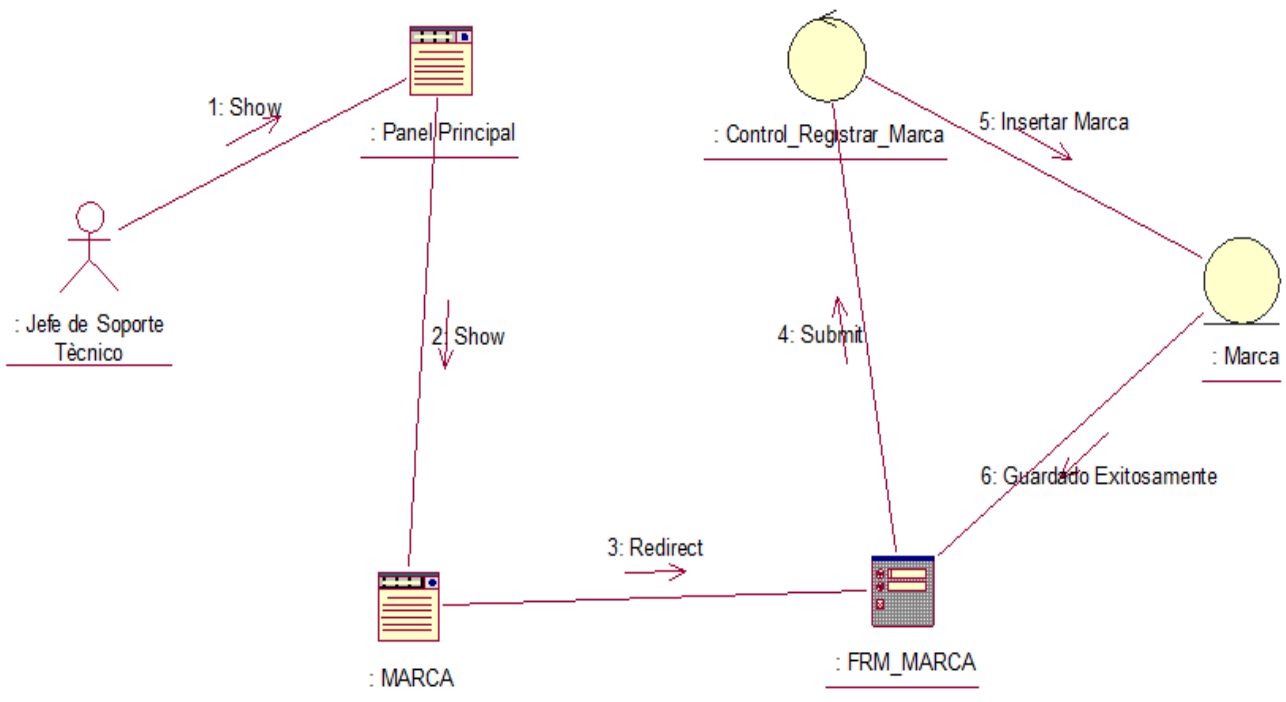 1: Show
: Panel Principal
: Control_Registrar_Marca
5: Insertar Marca
: Jefe de Soporte
Tècnico
2: Show
4: Submit
: Marca
6: Guardado Exitosamente
3: Redirect
: MARCA
: FRM_MARCA